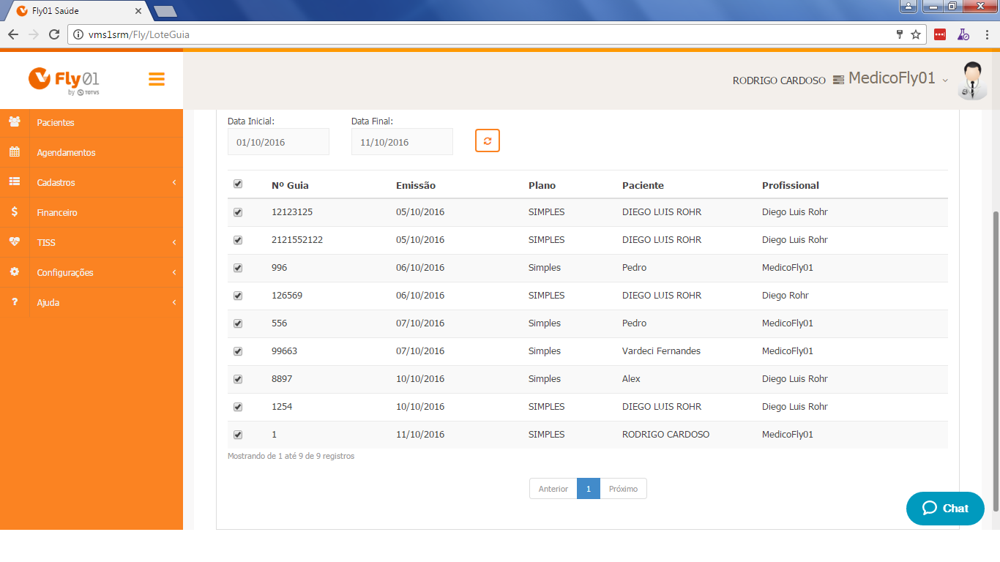 Fly01 Saúde
vms1srm/Fly/LoteGuia
Fly01
by TOTVS
RODRIGO CARDOSO MedicoFly01
Pacientes
Agendamentos
Cadastros
Financeiro
TISS
Configurações
Ajuda
Data Inicial: Data Final:
01/10/2016 11/10/2016
Nº Guia Emissão Plano Paciente Profissional
12123125 05/10/2016 SIMPLES DIEGO LUIS ROHR Diego Luis Rohr
2121552122 05/10/2016 SIMPLES DIEGO LUIS ROHR Diego Luis Rohr
996 06/10/2016 Simples Pedro MedicoFly01
126569 06/10/2016 SIMPLES DIEGO LUIS ROHR Diego Rohr
556 07/10/2016 Simples Pedro MedicoFly01
99663 07/10/2016 Simples Vardeci Fernandes MedicoFly01
8897 10/10/2016 Simples Alex Diego Luis Rohr
1254 10/10/2016 SIMPLES DIEGO LUIS ROHR Diego Luis Rohr
1 11/10/2016 SIMPLES RODRIGO CARDOSO MedicoFly01
Mostrando de 1 até 9 de 9 registros
Anterior 1 Próximo
Chat